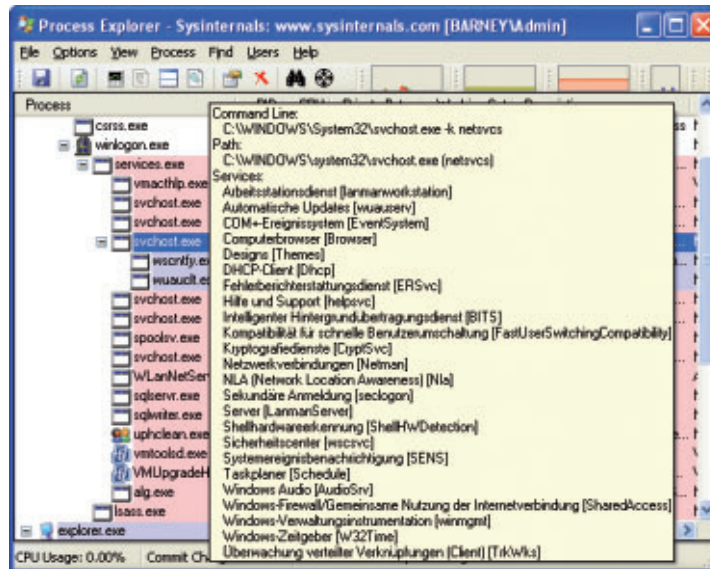 Process Explorer - Sysinternals: www.sysinternals.com [BARNEY\Admin]
File Options View Process Find Users Help
Process
csrss.exe
winlogon.exe
services.exe
vmacthlp.exe
svchost.exe
svchost.exe
svchost.exe
wscntfy.e
wuauclt.e
svchost.exe
svchost.exe
spoolsv.exe
svchost.exe
WLanNetSer
sqlservr.exe
sqlwriter.exe
uphclean.exe
vmtoolsd.exe
VMUpgradeH
alg.exe
lsass.exe
explorer.exe
Command Line:
C:\WINDOWS\System32\svchost.exe -k netsvcs
Path:
C:\WINDOWS\system32\svchost.exe (netsvcs)
Services:
Arbeitsstationsdienst [lanmanworkstation]
Automatische Updates [wuauserv]
COM+-Ereignissystem [EventSystem]
Computerbrowser [Browser]
Designs [Themes]
DHCP-Client [Dhcp]
Fehlerberichterstattungsdienst [ERSvc]
Hilfe und Support [helpsvc]
Intelligenter Hintergrundübertragungsdienst [BITS]
Kompatibilität für schnelle Benutzerumschaltung [FastUserSwitchingCompatibility]
Kryptografiedienste [CryptSvc]
Netzwerkverbindungen [Netman]
NLA (Network Location Awareness) [Nla]
Sekundäre Anmeldung [seclogon]
Server [LanmanServer]
Shellhardwareerkennung [ShellHWDetection]
Sicherheitscenter [wscsvc]
Systemereignisbenachrichtigung [SENS]
Taskplaner [Schedule]
Windows Audio [AudioSrv]
Windows-Firewall/Gemeinsame Nutzung der Internetverbindung [SharedAccess]
Windows-Verwaltungsinstrumentation [winmgmt]
Windows-Zeitgeber [W32Time]
Überwachung verteilter Verknüpfungen (Client) [TrkWks]
CPU Usage: 0.00% Commit Cha